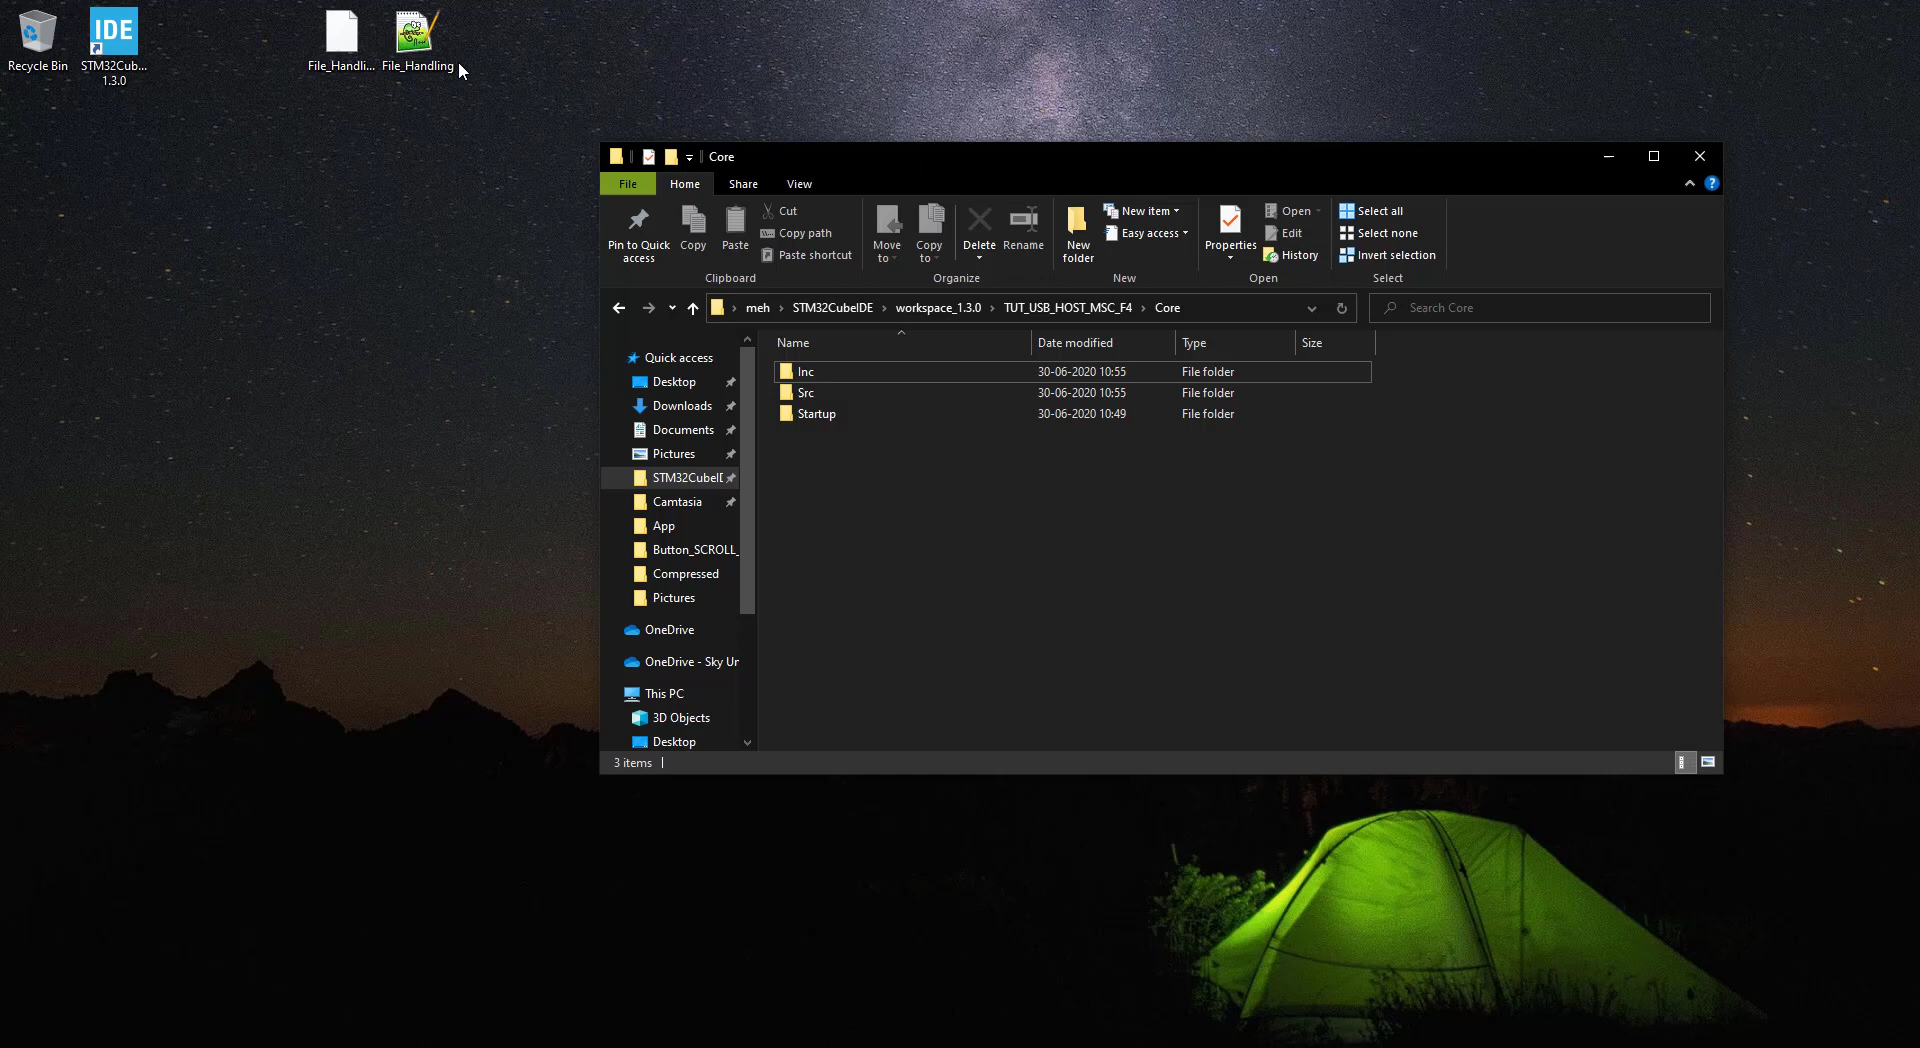 Recycle Bin
STM32Cub...
1.3.0
File_Handli...
File_Handling
IDE
Core
File
Home
Share
View
Pin to Quick
access
Copy
Paste
Cut
Copy path
Paste shortcut
Clipboard
Move
to
Copy
to
Delete
Rename
Organize
New
folder
New item
Easy access
New
Properties
Open
Edit
History
Open
Select all
Select none
Invert selection
Select
meh > STM32CubeIDE > workspace_1.3.0 > TUT_USB_HOST_MSC_F4 > Core
Search Core
Quick access
Desktop
Downloads
Documents
Pictures
STM32CubeIE
Camtasia
App
Button_SCROLL_
Compressed
Pictures
OneDrive
OneDrive - Sky Ur
This PC
3D Objects
Desktop
Name Date modified Type Size
Inc 30-06-2020 10:55 File folder
Src 30-06-2020 10:55 File folder
Startup 30-06-2020 10:49 File folder
3 items